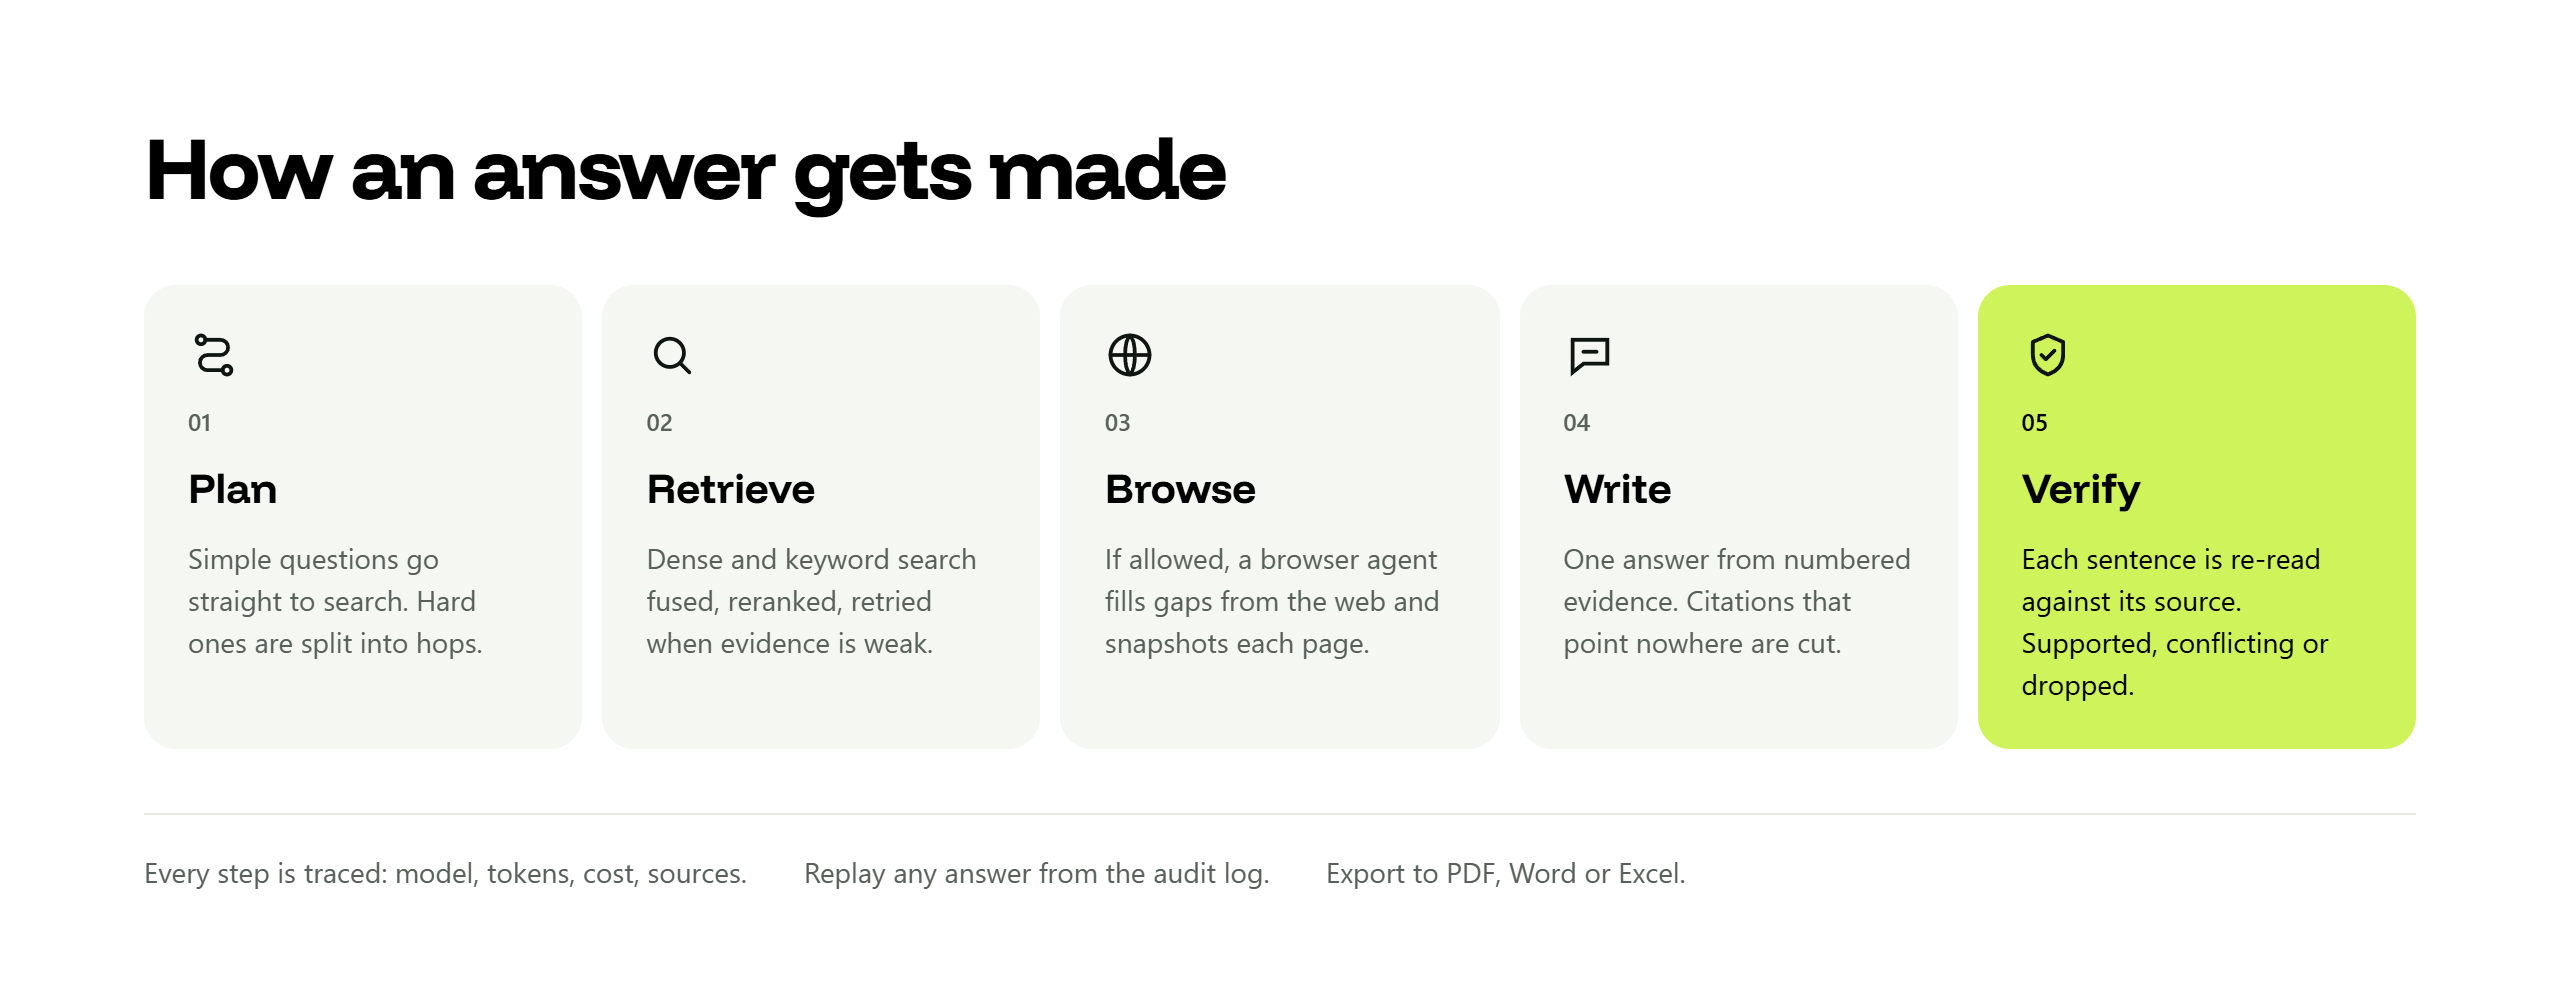 How an answer gets made
01
Plan
Simple questions go
straight to search. Hard
ones are split into hops.
02
Retrieve
Dense and keyword search
fused, reranked, retried
when evidence is weak.
03
Browse
If allowed, a browser agent
fills gaps from the web and
snapshots each page.
04
Write
One answer from numbered
evidence. Citations that
point nowhere are cut.
05
Verify
Each sentence is re-read
against its source.
Supported, conflicting or
dropped.
Every step is traced: model, tokens, cost, sources.
Replay any answer from the audit log.
Export to PDF, Word or Excel.